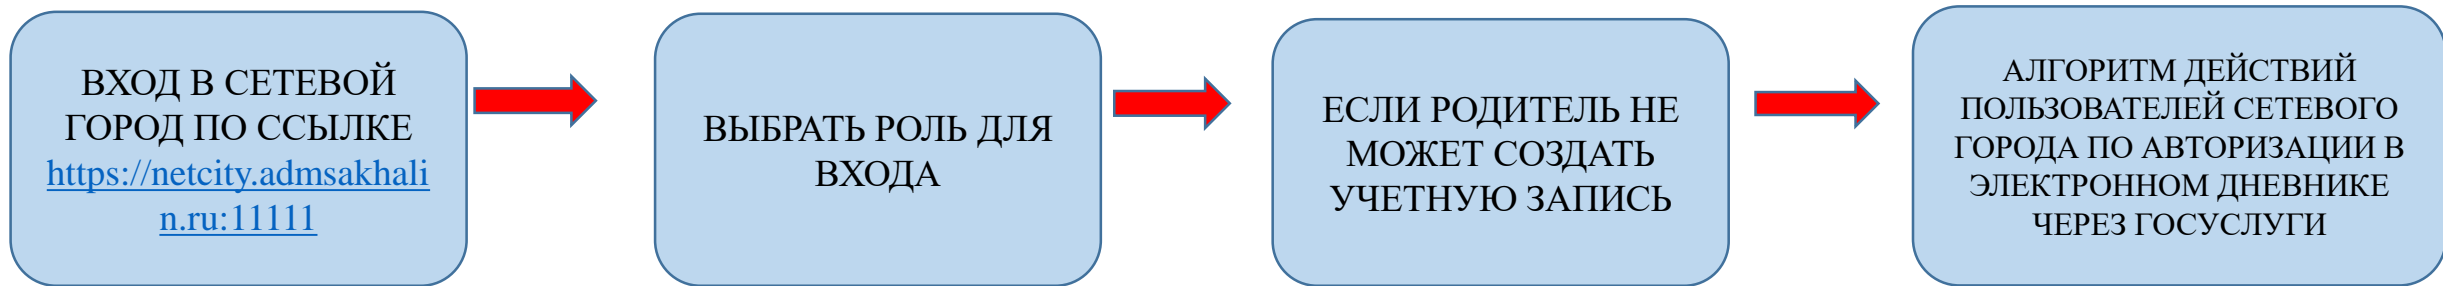 ВХОД В СЕТЕВОЙ
ГОРОД ПО ССЫЛКЕ
https://netcity.admsakhali
n.ru:11111
ВЫБРАТЬ РОЛЬ ДЛЯ
ВХОДА
ЕСЛИ РОДИТЕЛЬ НЕ
МОЖЕТ СОЗДАТЬ
УЧЕТНУЮ ЗАПИСЬ
АЛГОРИТМ ДЕЙСТВИЙ
ПОЛЬЗОВАТЕЛЕЙ СЕТЕВОГО
ГОРОДА ПО АВТОРИЗАЦИИ В
ЭЛЕКТРОННОМ ДНЕВНИКЕ
ЧЕРЕЗ ГОСУСЛУГИ